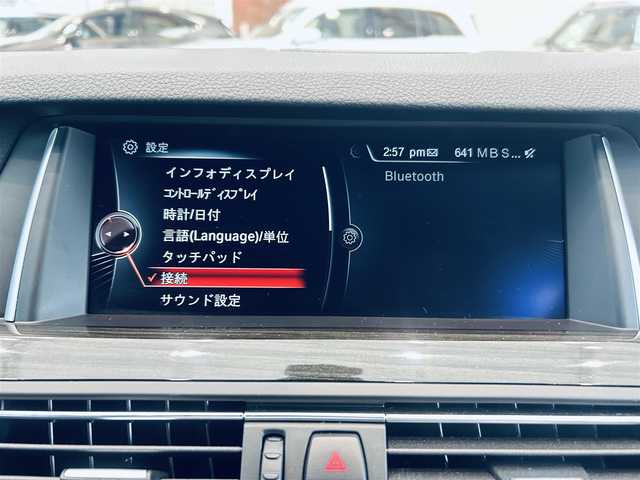 設定
インフォディスプレイ
ｺﾝﾄﾛｰﾙﾃﾞｨｽﾌﾟﾚｲ
時計/日付
言語(Language)/単位
タッチパッド
接続
サウンド設定
2:57 pm 641 M B S...
Bluetooth